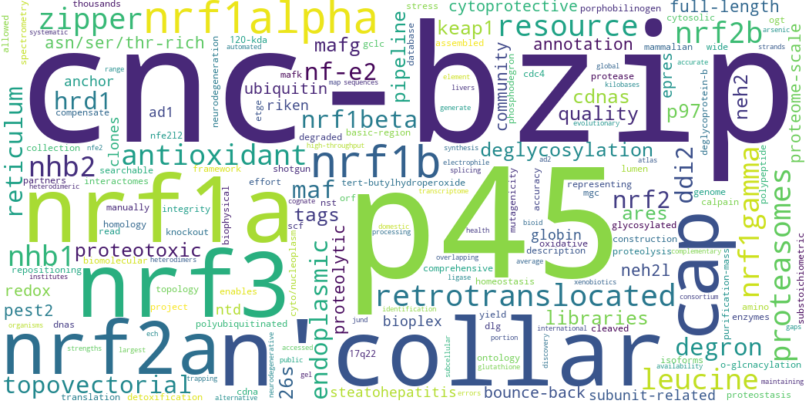 stress
cytoprotective
porphobilinogen
full-length
allowed
spectrometry
systematic
thousands
zipper
nrf1alpha
pipeline
database
keap1
resource
cytosolic
ogt
arsenic
nrf2b
asn/ser/thr-rich
120-kda
automated
mafg
gclc
assembled
annotation
mammalian
wide
strands
proteome-scale
cnc-bzip
neurodegeneration
range
anchor
hrd1
compensate
ad1
nf-e2
mafk
map
sequences
ubiquitin
riken
etge
livers
element
generate
community
phosphodegron
cdc4
protease
global
kilobases
evolutionary
cdnas
quality
epres
p97
deglycoprotein-b
neh2
accurate
reticulum
clones
nfe2l2
nrf1beta
degraded
basic-region
high-throughput
synthesis
electrophile
splicing
ad2
atlas
lumen
ddi2
genome
calpain
polypeptide
collection
nfe2
antioxidant
nrf1b
deglycosylation
nhb2
partners
heterodimeric
searchable
interactomes
framework
effort
shotgun
maf
tert-butylhydroperoxide
cognate
nst
orf
mutagenicity
accuracy
representing
mgc
nrf2
glycosylated
nrf1gamma
nrf1a
manually
read
homology
integrity
knockout
biophysical
transcriptome
tags
scf
p45
bioid
globin
oxidative
description
ares
construction
proteolysis
complementary
cap
proteasomes
substoichiometric
maintaining
nhb1
proteotoxic
repositioning
institutes
biomolecular
heterodimers
cyto/nucleoplasm
endoplasmic
proteolytic
domestic
processing
health
xenobiotics
overlapping
average
comprehensive
ligase
homeostasis
neh2l
purification-mass
redox
topology
enables
project
nrf3
retrotranslocated
consortium
amino
enzymes
pest2
ntd
dnas
polyubiquitinated
identification
jund
bioplex
yield
dlg
portion
libraries
international
cleaved
o-glcnacylation
gaps
nrf2a
n'
collar
degron
organisms
strengths
largest
ech
trapping
neurodegenerative
accessed
public
gel
26s
17q22
subcellular
ontology
glutathione
discovery
isoforms
availability
topovectorial
translation
detoxification
cdna
alternative
steatohepatitis
bounce-back
errors
subunit-related
leucine
proteostasis